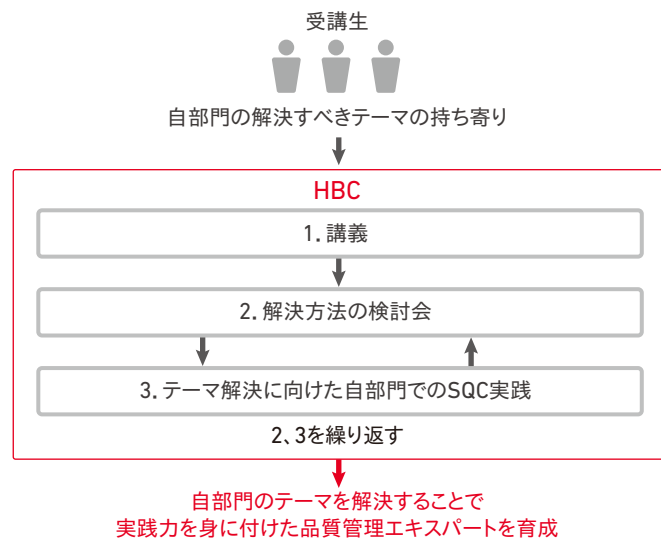 受講生
自部門の解決すべきテーマの持ち寄り
HBC
1. 講義
2. 解決方法の検討会
3. テーマ解決に向けた自部門でのSQC実践
2、3を繰り返す
自部門のテーマを解決することで
実践力を身に付けた品質管理エキスパートを育成